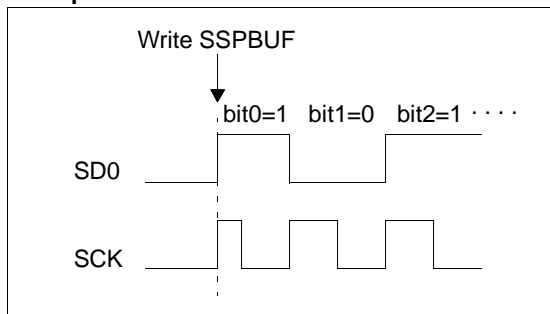 Write SSPBUF
bit0=1 bit1=0 bit2=1 . . . .
SD0
SCK